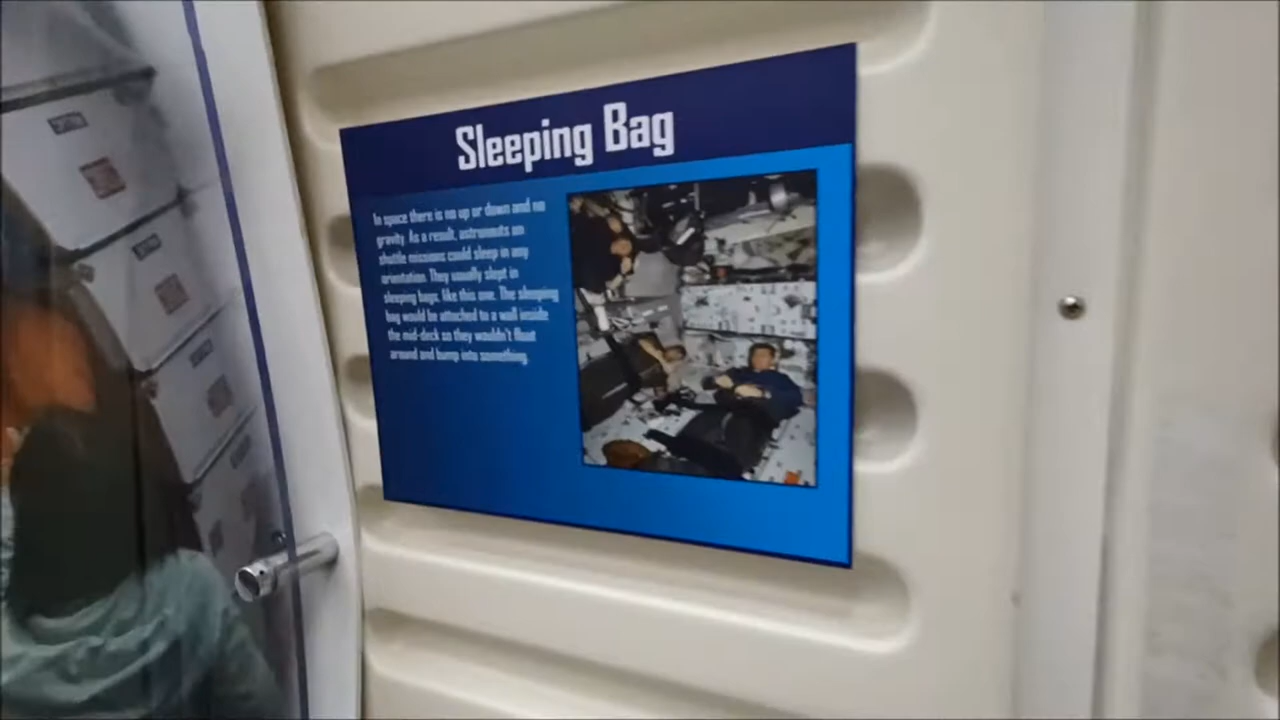 Sleeping Bag
In space there is no up or down and no
gravity. As a result, astronauts on
shuttle missions could sleep in any
orientation. They usually slept in
sleeping bags, like this one. The sleeping
bag would be attached to a wall inside
the mid-deck so they wouldn't float
around and bump into something.